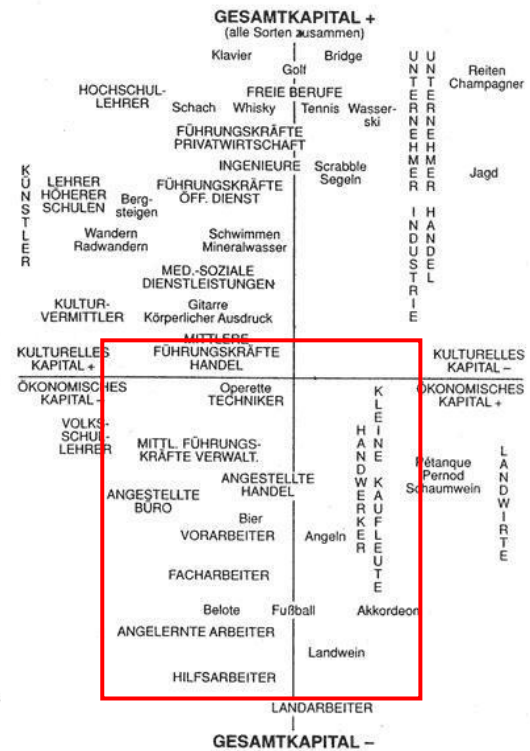 GESAMTKAPITAL +
(alle Sorten zusammen)
Klavier
Bridge
Golf
Reiten
Champagner
HOCHSCHUL-
LEHRER
FREIE BERUFE
Schach
Whisky
Tennis
Wasser-
ski
FÜHRUNGSKRÄFTE
PRIVATWIRTSCHAFT
UNTERNEHMER INDUSTRIE
UNTERNEHMER HANDEL
KÜNSTLER
INGENIEURE
Scrabble
Segeln
Jagd
LEHRER
HÖHERER
SCHULEN
Berg-
steigen
FÜHRUNGSKRÄFTE
ÖFF. DIENST
Wandern
Radwandern
Schwimmen
Mineralwasser
MED.-SOZIALE
DIENSTLEISTUNGEN
KULTUR-
VERMITTLER
Gitarre
Körperlicher Ausdruck
MITTLERE
FÜHRUNGSKRÄFTE
HANDEL
KULTURELLES
KAPITAL +
KULTURELLES
KAPITAL –
ÖKONOMISCHES
KAPITAL –
ÖKONOMISCHES
KAPITAL +
Operette
TECHNIKER
KLEINE KAUFLEUTE
HANDWERKER
VOLKS-
SCHUL-
LEHRER
MITTL. FÜHRUNGS-
KRÄFTE VERWALT.
Pétanque
Pernod
Schaumwein
LANDWIRTE
ANGESTELLTE
HANDEL
ANGESTELLTE
BÜRO
Bier
VORARBEITER
Angeln
FACHARBEITER
Belote
Fußball
Akkordeon
ANGELERNTE ARBEITER
Landwein
HILFSARBEITER
LANDARBEITER
GESAMTKAPITAL –